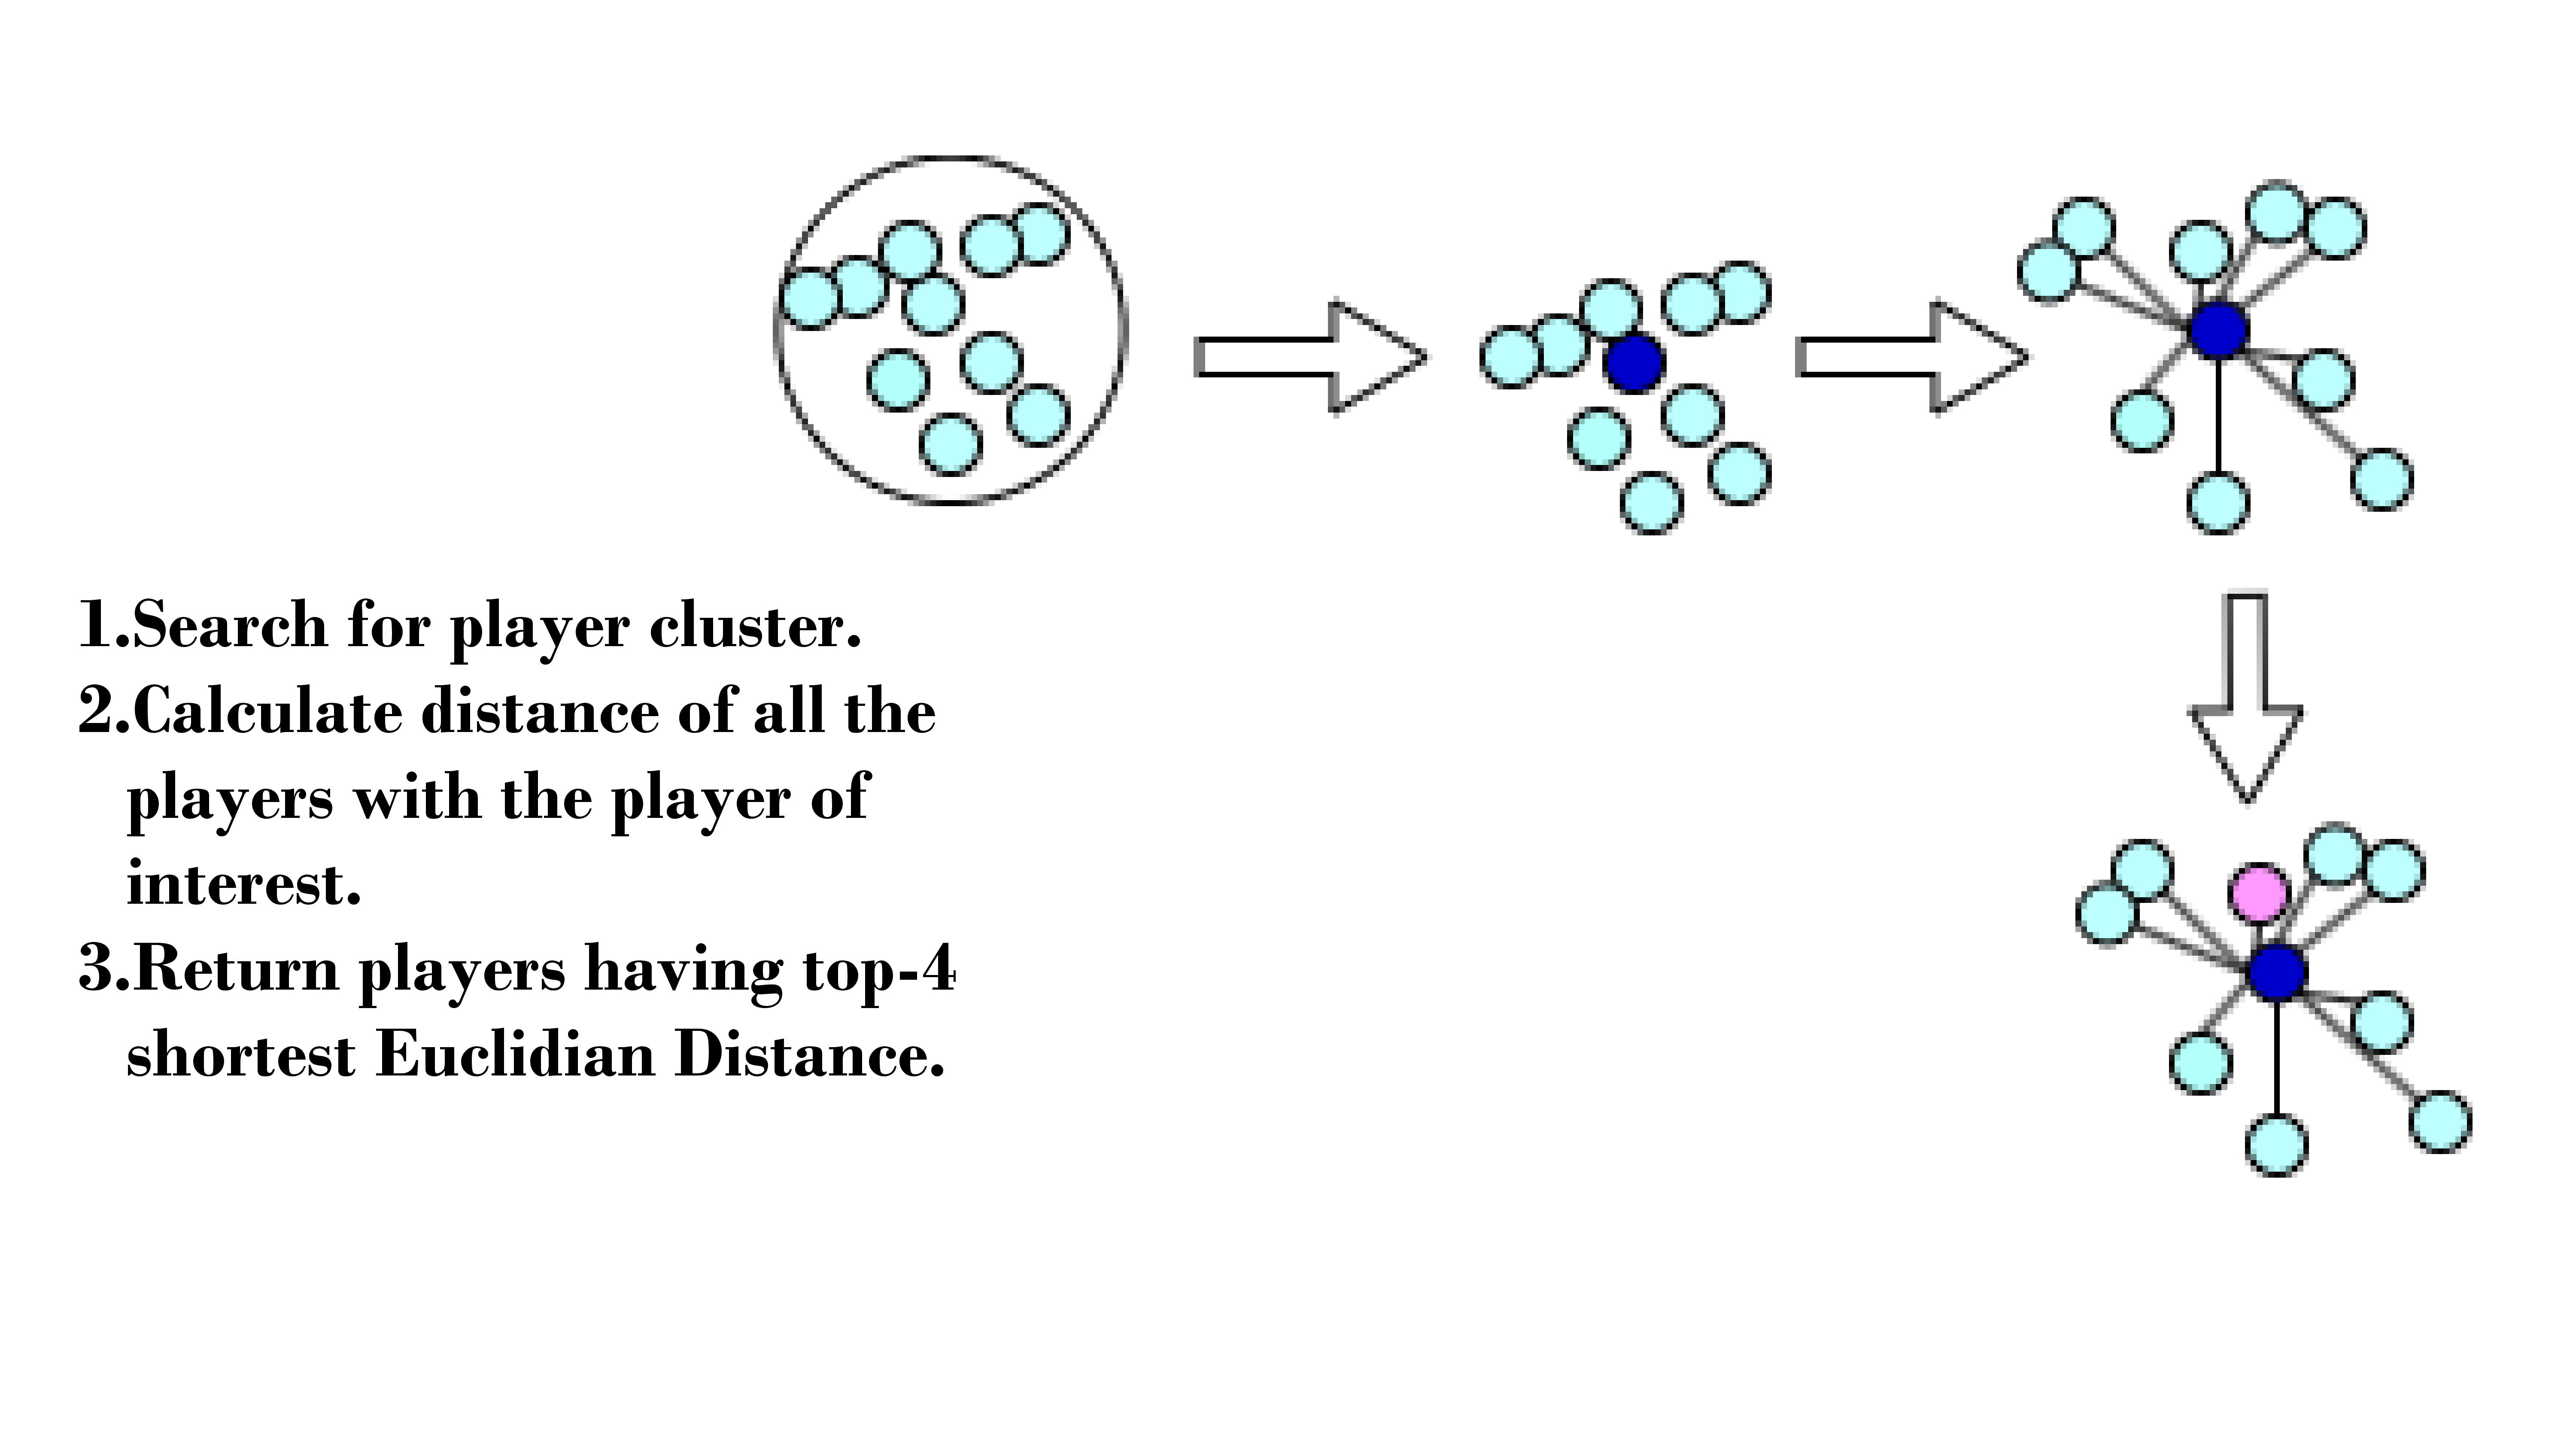 1.Search for player cluster.
2.Calculate distance of all the
players with the player of
interest.
3.Return players having top-4
shortest Euclidian Distance.